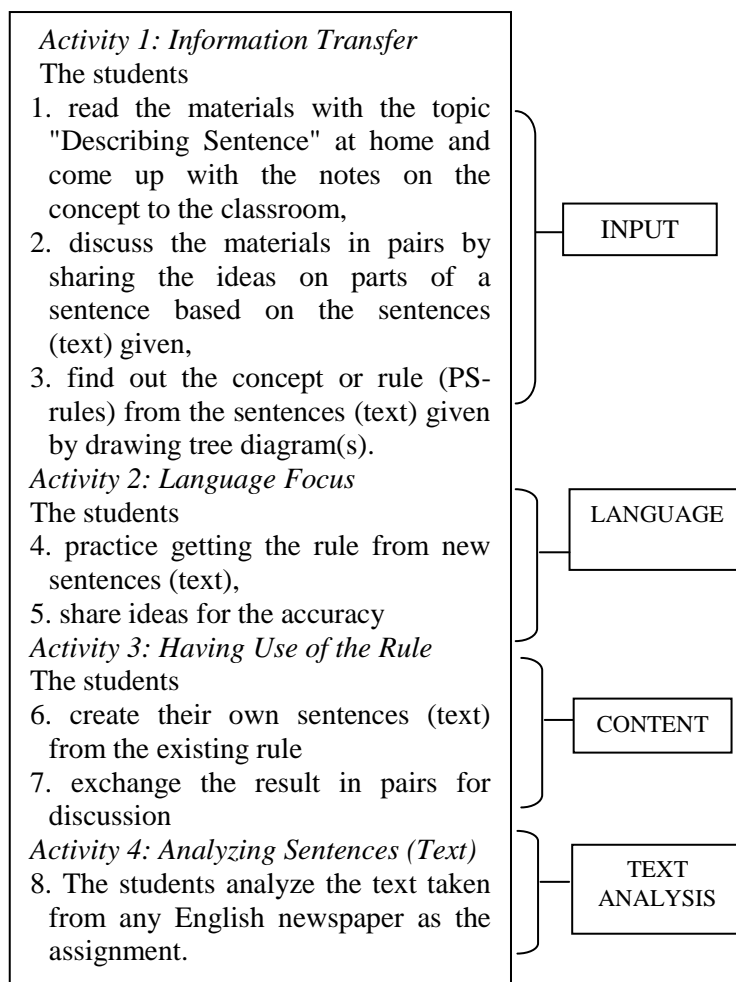 Activity 1: Information Transfer
The students
1. read the materials with the topic
"Describing Sentence" at home and
come up with the notes on the
concept to the classroom,
2. discuss the materials in pairs by
sharing the ideas on parts of a
sentence based on the sentences
(text) given,
3. find out the concept or rule (PS-
rules) from the sentences (text) given
by drawing tree diagram(s).
INPUT
Activity 2: Language Focus
The students
4. practice getting the rule from new
sentences (text),
5. share ideas for the accuracy
LANGUAGE
Activity 3: Having Use of the Rule
The students
6. create their own sentences (text)
from the existing rule
7. exchange the result in pairs for
discussion
CONTENT
Activity 4: Analyzing Sentences (Text)
8. The students analyze the text taken
from any English newspaper as the
assignment.
TEXT
ANALYSIS